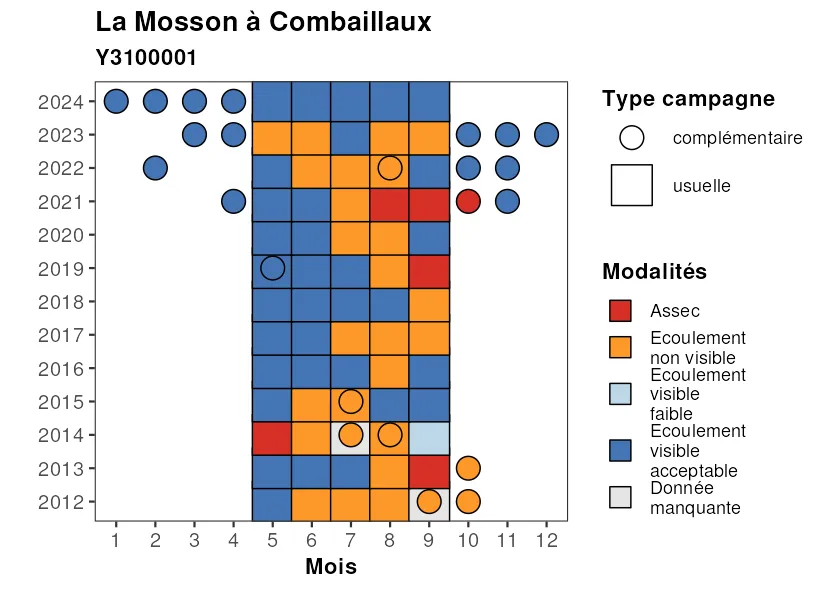 La Mosson à Combaillaux
Y3100001
2024
2023
2022
2021
2020
2019
2018
2017
2016
2015
2014
2013
2012
1 2 3 4 5 6 7 8 9 10 11 12
Mois
Type campagne
complémentaire
usuelle
Modalités
Assec
Ecoulement
non visible
Ecoulement
visible
faible
Ecoulement
visible
acceptable
Donnée
manquante